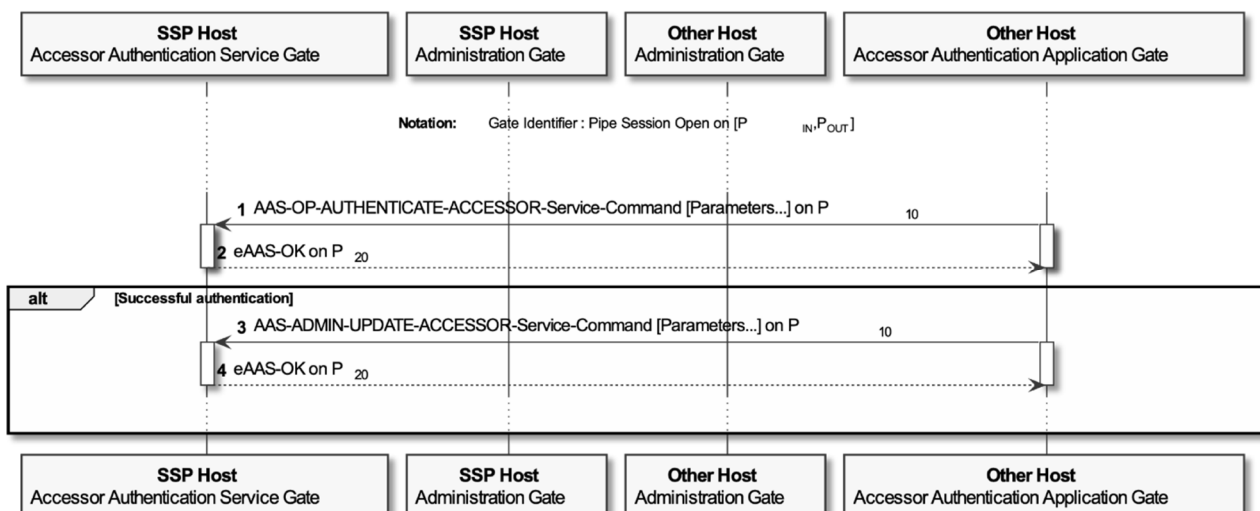 SSP Host
Accessor Authentication Service Gate
SSP Host
Administration Gate
Other Host
Administration Gate
Other Host
Accessor Authentication Application Gate
Notation: Gate Identifier : Pipe Session Open on [P IN,POUT]
1 AAS-OP-AUTHENTICATE-ACCESSOR-Service-Command [Parameters...] on P 10
2 eAAS-OK on P 20
alt [Successful authentication]
3 AAS-ADMIN-UPDATE-ACCESSOR-Service-Command [Parameters...] on P 10
4 eAAS-OK on P 20
SSP Host
Accessor Authentication Service Gate
SSP Host
Administration Gate
Other Host
Administration Gate
Other Host
Accessor Authentication Application Gate